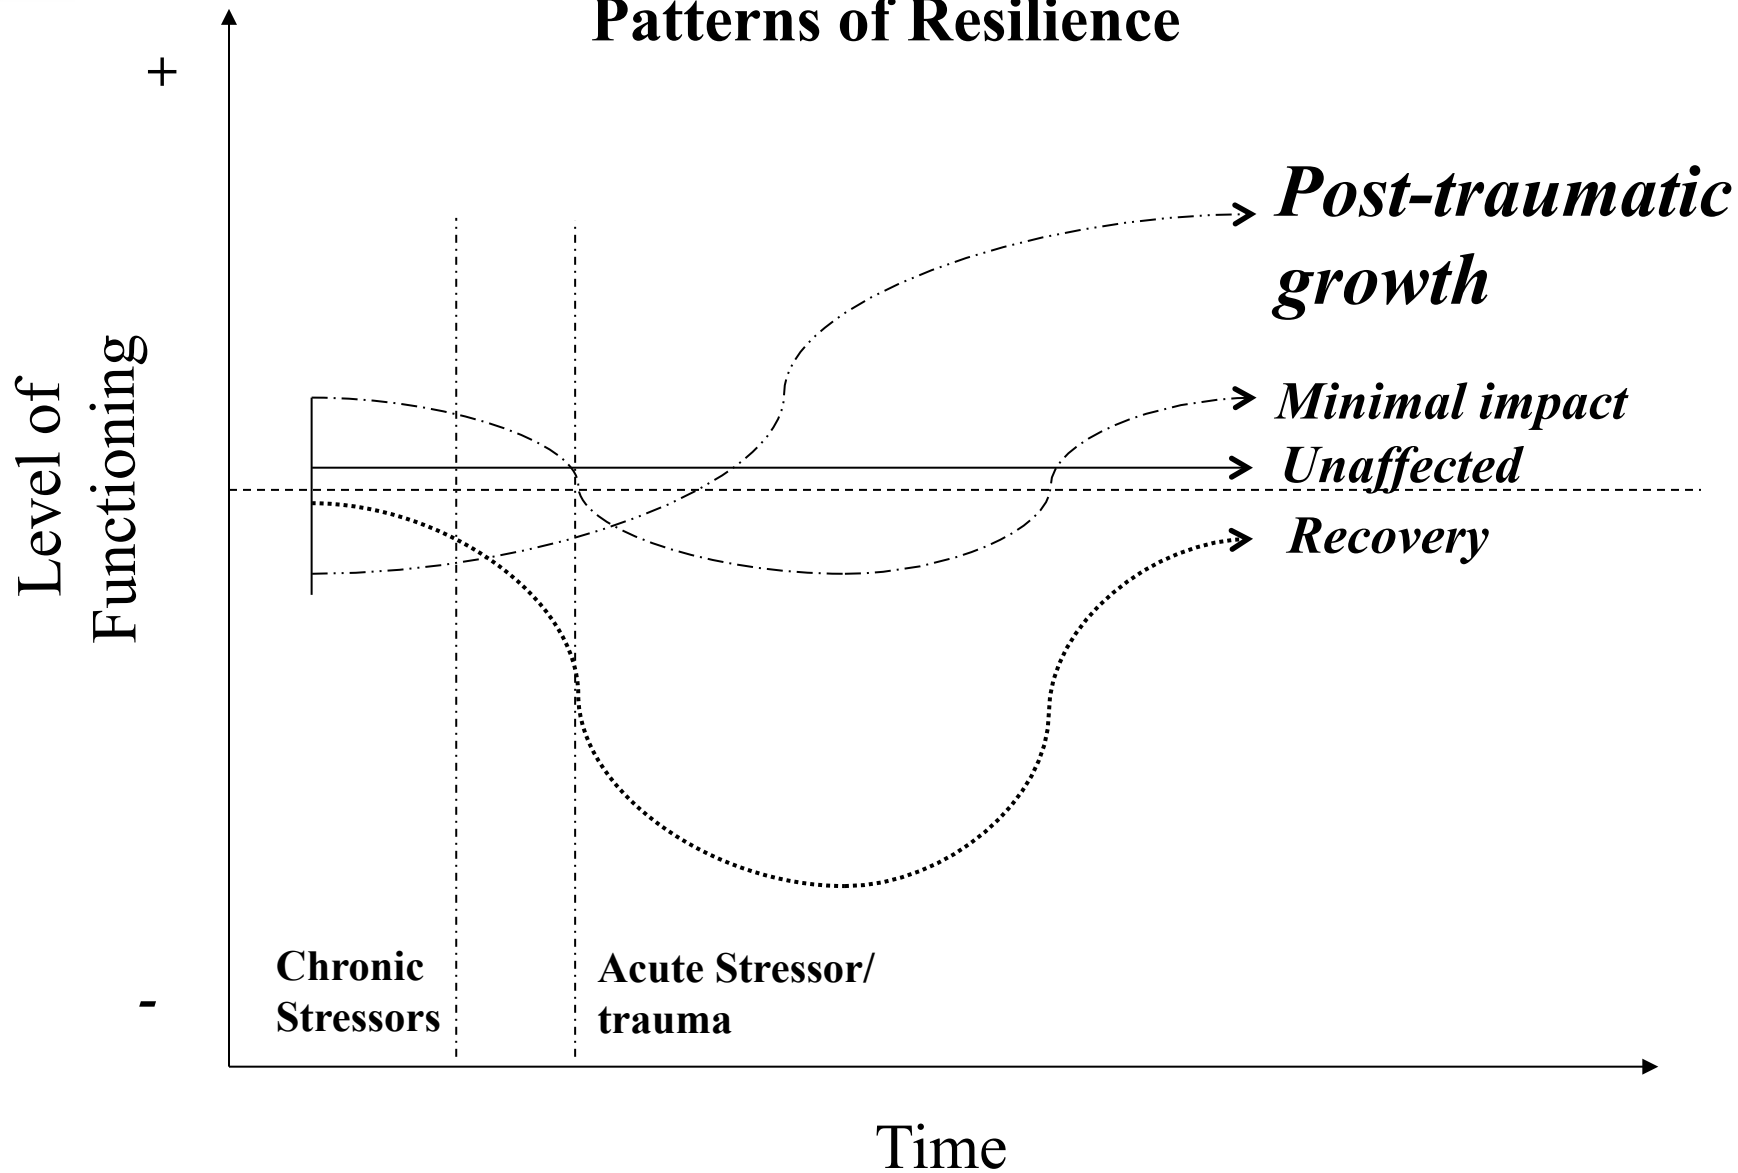 Patterns of Resilience
+
Post-traumatic
growth
Level of
Functioning
Minimal impact
Unaffected
Recovery
Chronic
Stressors
Acute Stressor/
trauma
-
Time